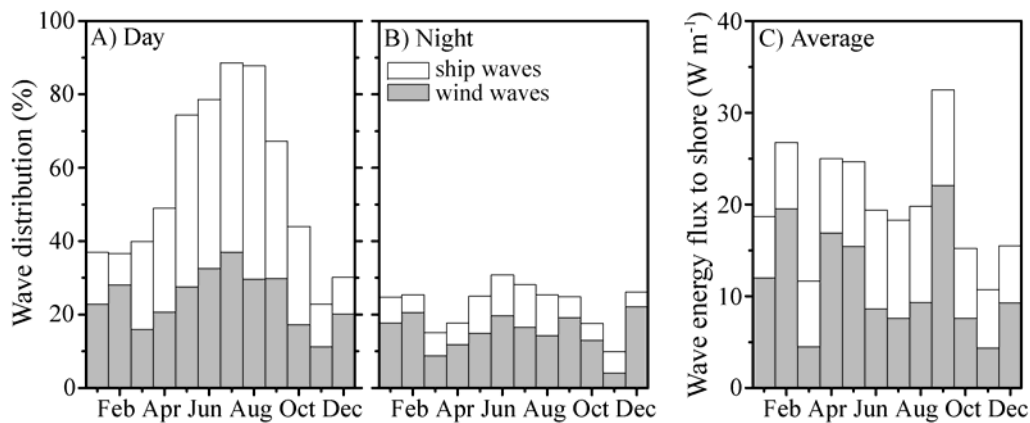 A) Day
B) Night
C) Average
ship waves
wind waves
Wave distribution (%)
100
80
60
40
20
0
Feb Apr Jun Aug Oct Dec
Feb Apr Jun Aug Oct Dec
Wave energy flux to shore (W m⁻¹)
40
30
20
10
0
Feb Apr Jun Aug Oct Dec